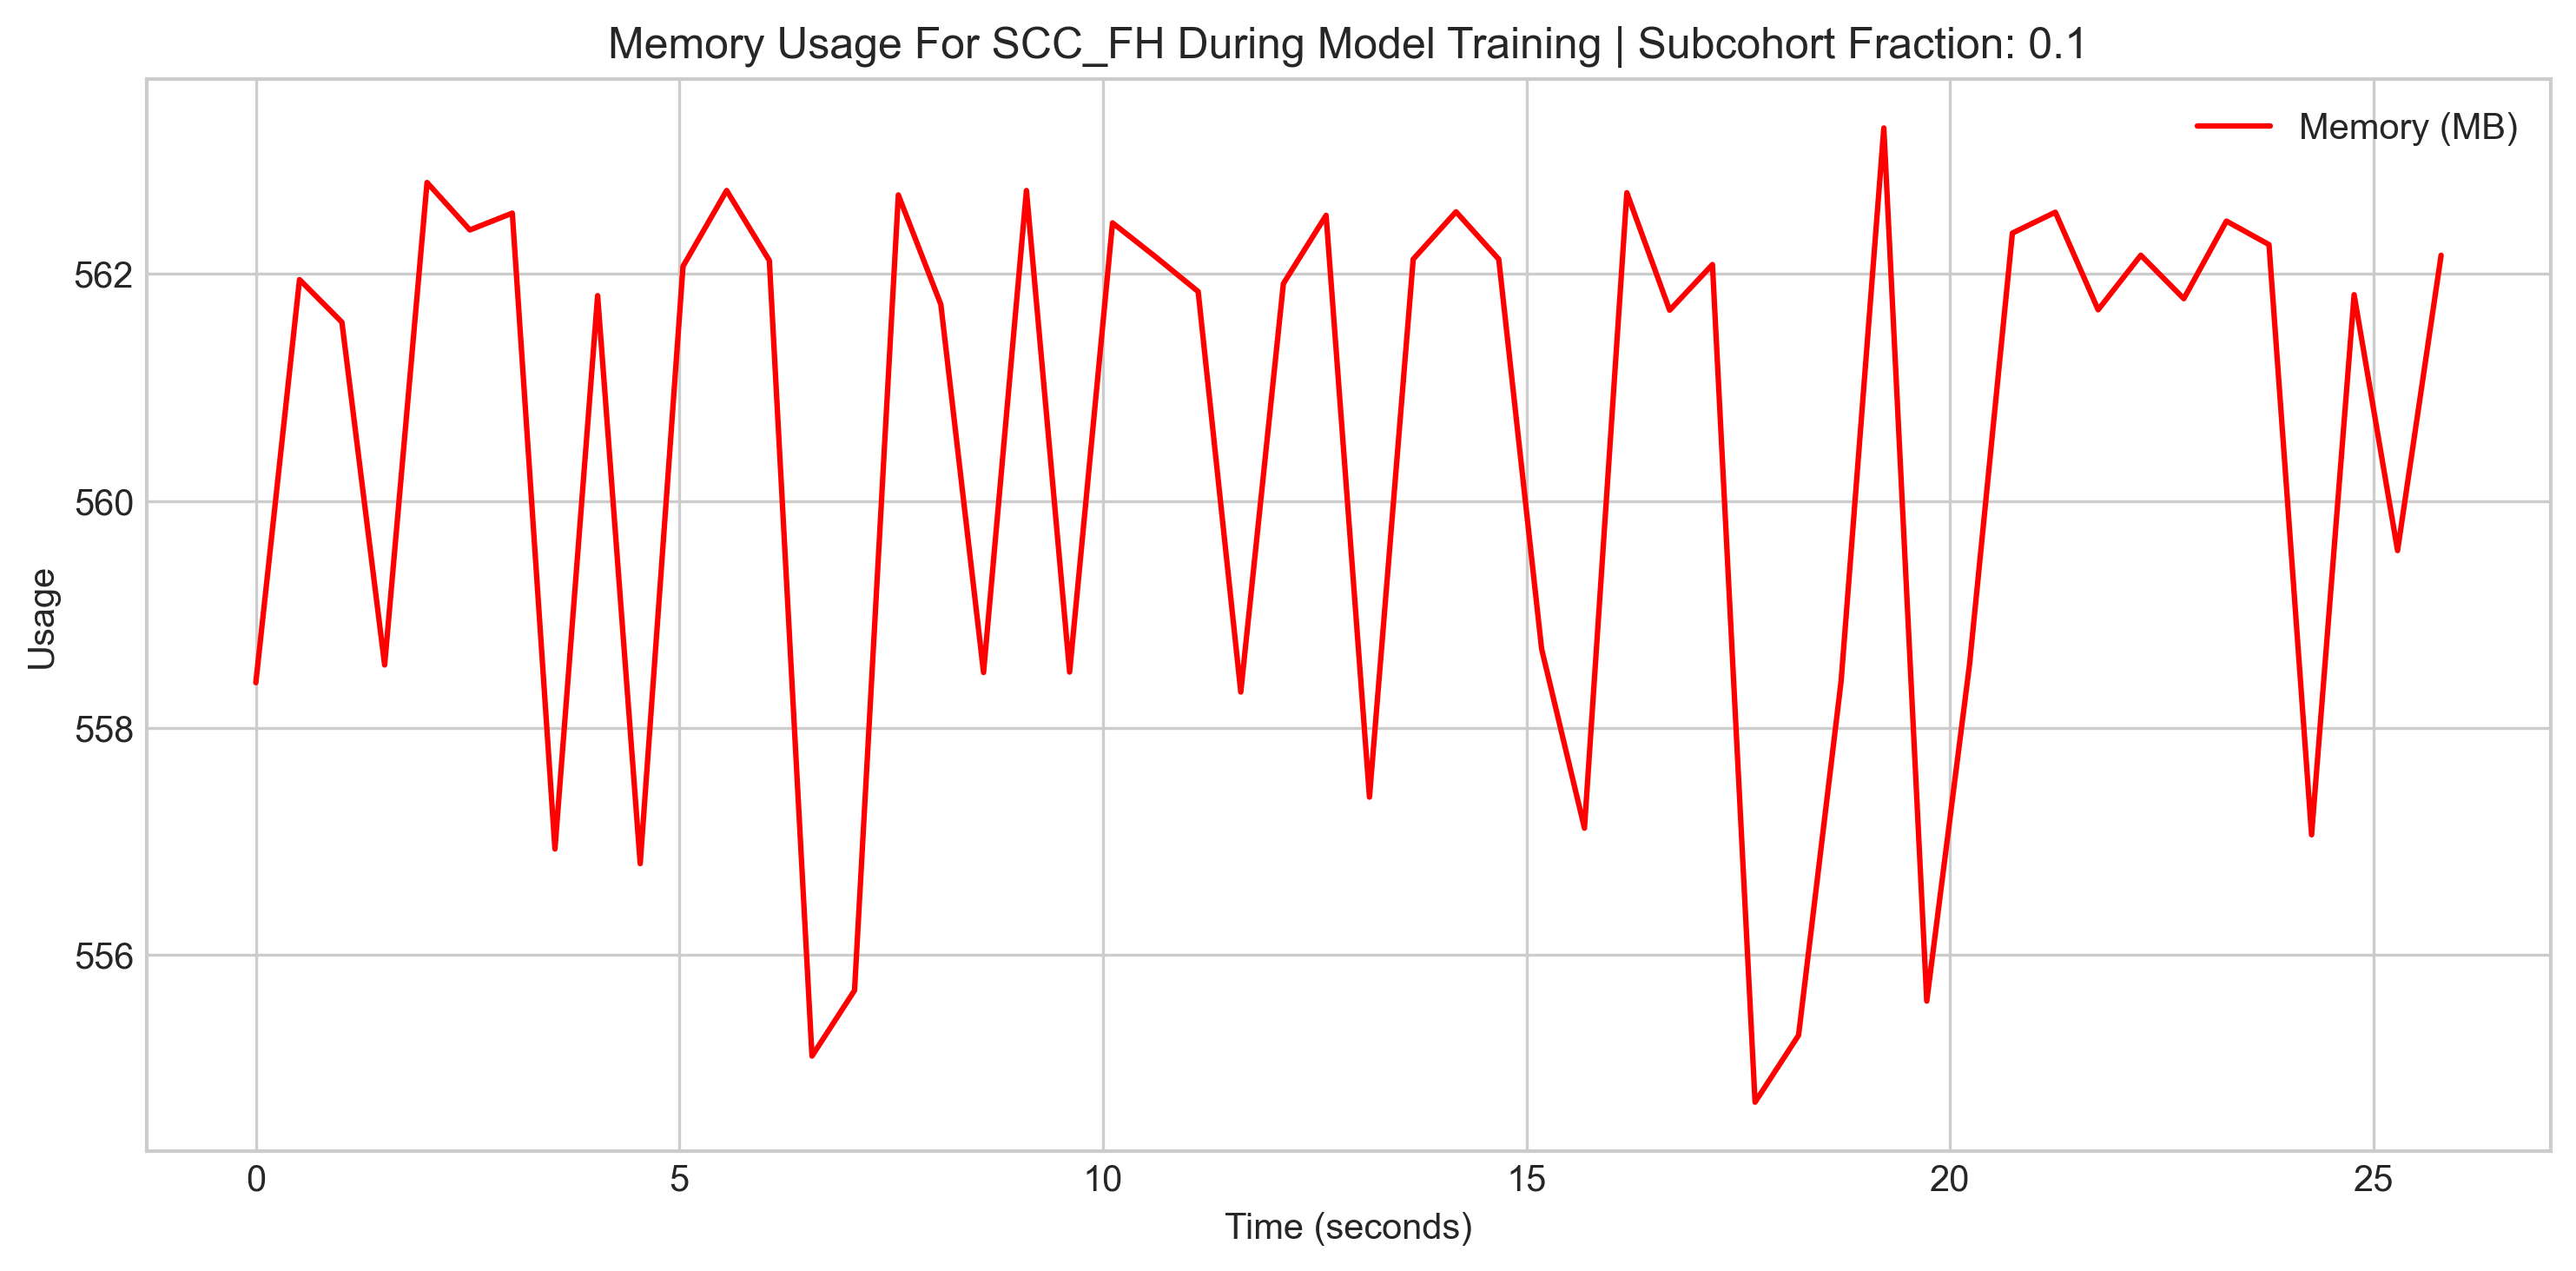 Memory Usage For SCC_FH During Model Training | Subcohort Fraction: 0.1
Memory (MB)
562
560
558
556
Usage
0 5 10 15 20 25
Time (seconds)